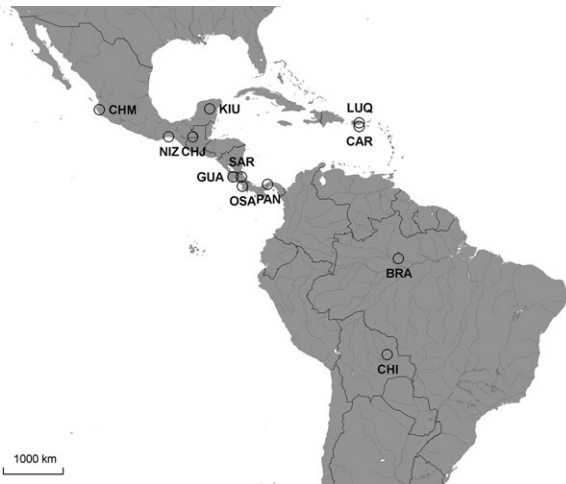 LUQ
CHM
KIU
CAR
NIZ CHJ
SAR
GUA
OSA PAN
BRA
CHI
1000 km